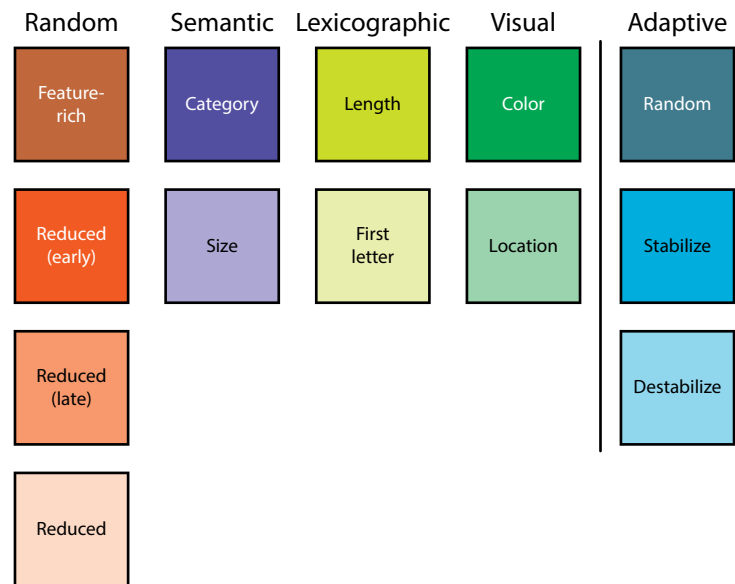 Random Semantic Lexicographic Visual Adaptive
Feature-
rich
Category
Length
Color
Random
Reduced
(early)
Size
First
letter
Location
Stabilize
Reduced
(late)
Destabilize
Reduced